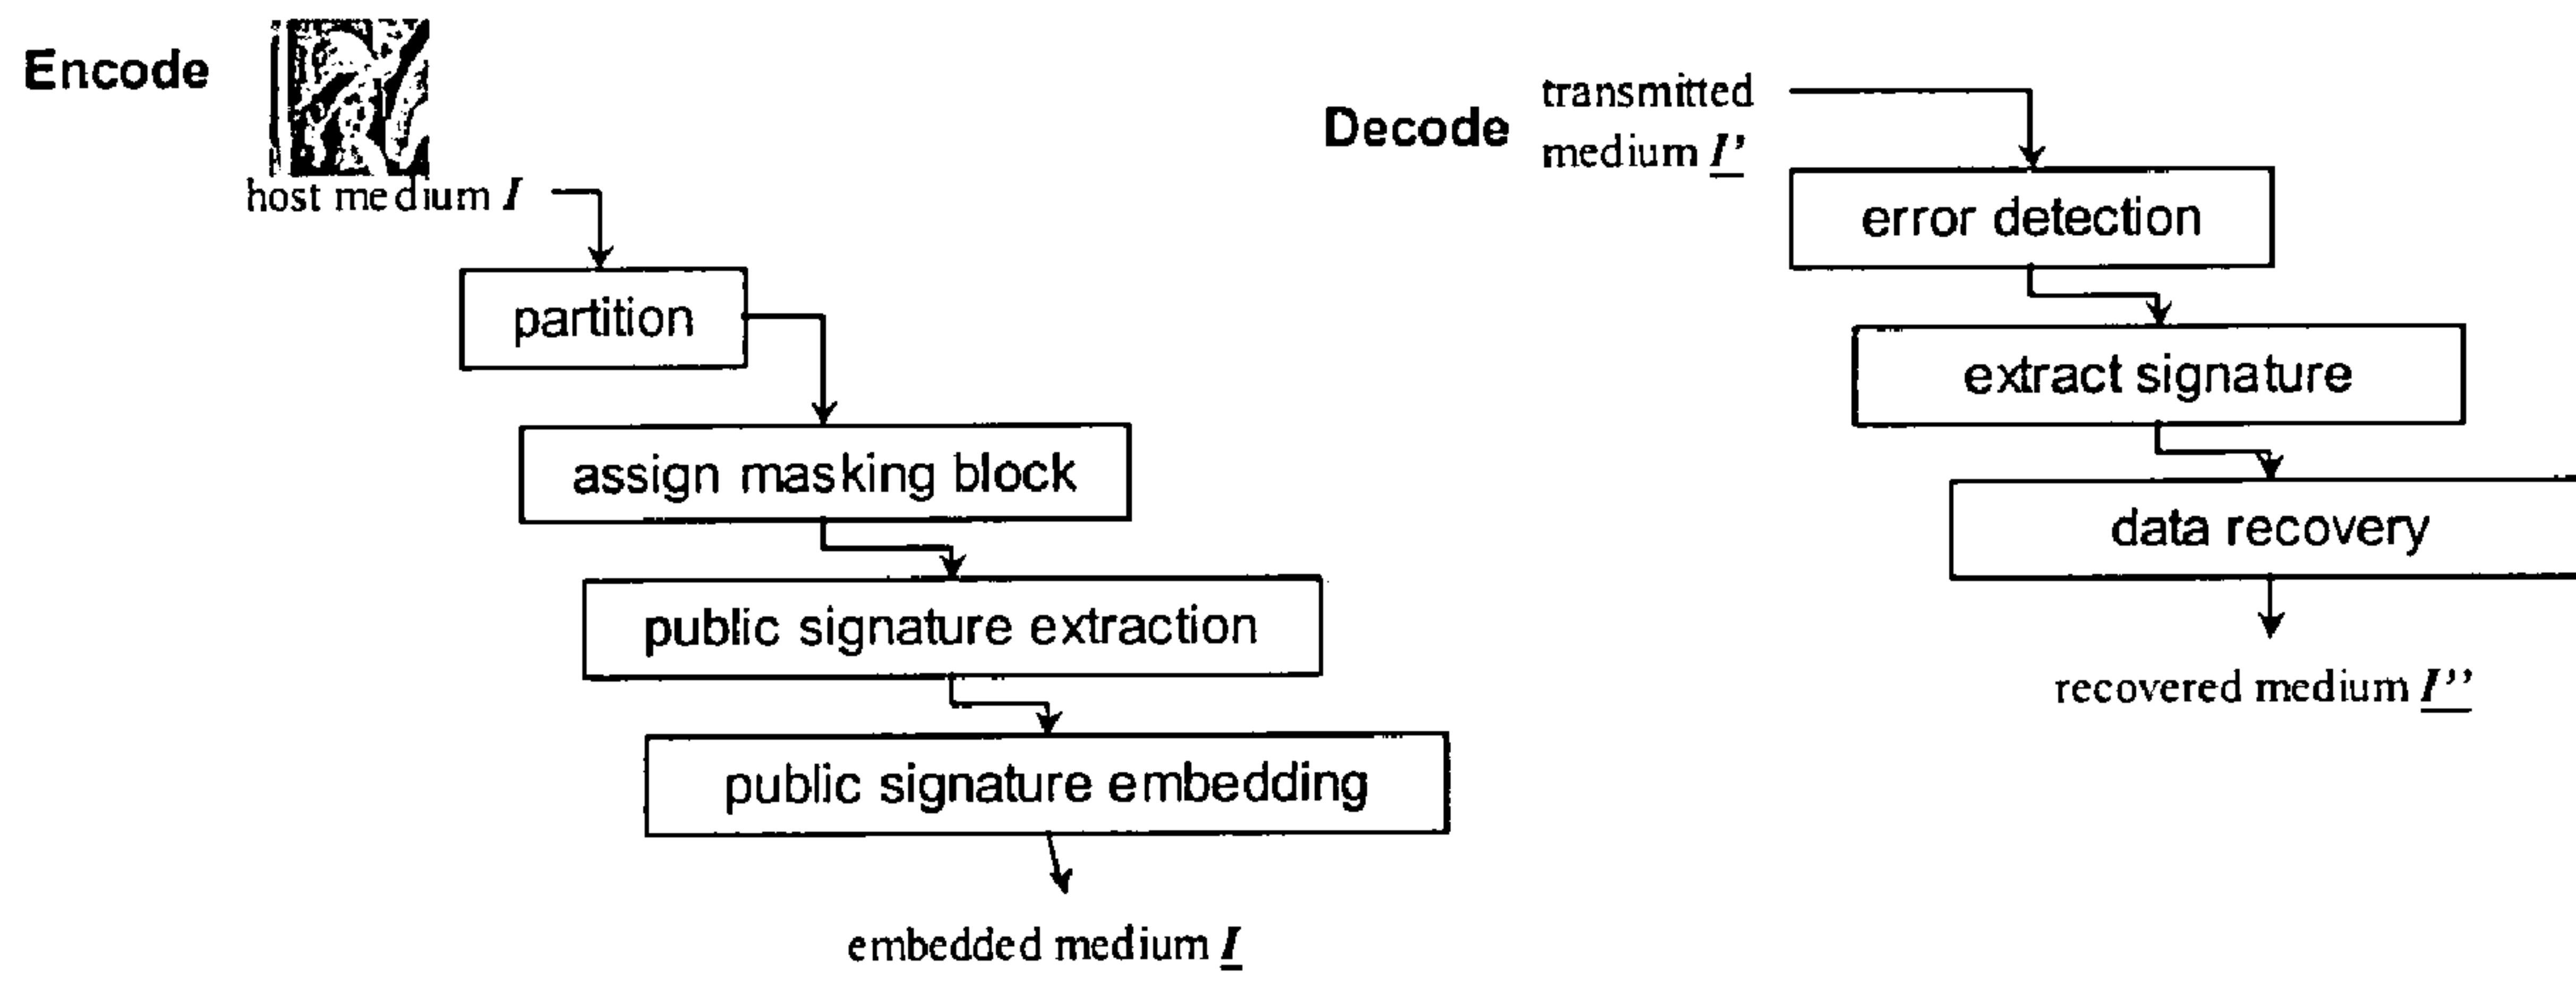 Encode
host medium I
partition
assign masking block
public signature extraction
public signature embedding
embedded medium I
Decode
transmitted
medium I'
error detection
extract signature
data recovery
recovered medium I''